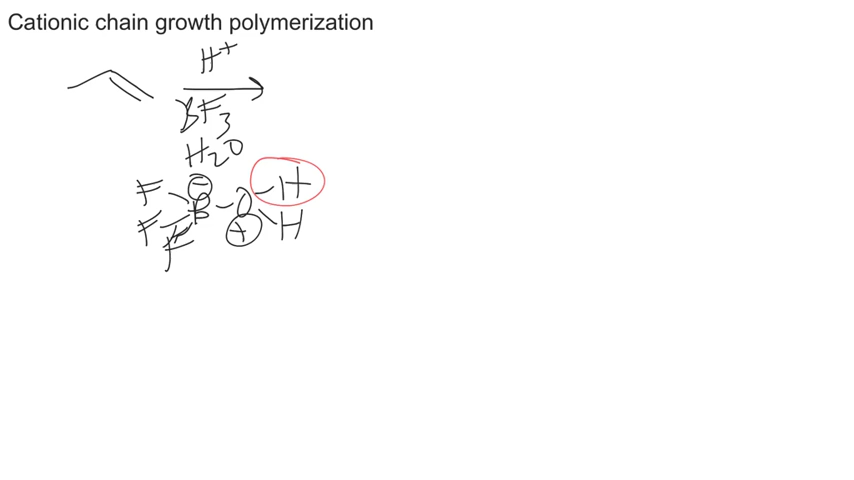 Cationic chain growth polymerization
H+
BF3
H2O
F ⊖
F B - O - H
F ⊕ H